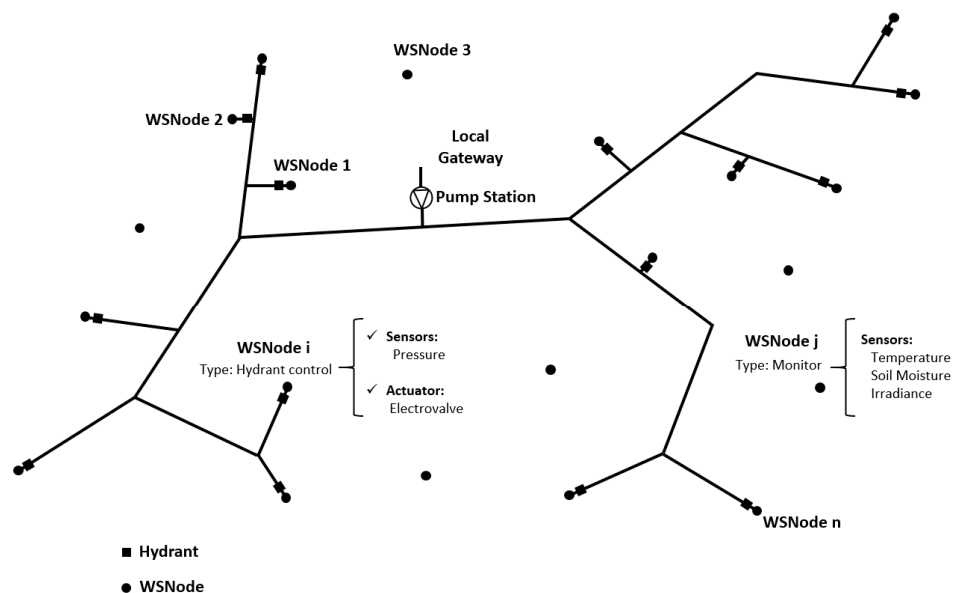 WSNode 3
WSNode 2
Local
Gateway
WSNode 1
Pump Station
WSNode i
Type: Hydrant control
✓ Sensors:
Pressure
✓ Actuator:
Electrovalve
WSNode j
Type: Monitor
Sensors:
Temperature
Soil Moisture
Irradiance
WSNode n
Hydrant
WSNode